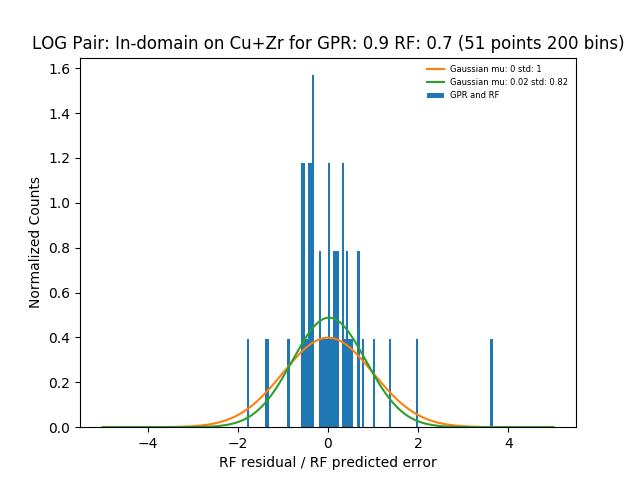 LOG Pair: In-domain on Cu+Zr for GPR: 0.9 RF: 0.7 (51 points 200 bins)
Gaussian mu: 0 std: 1
Gaussian mu: 0.02 std: 0.82
GPR and RF
Normalized Counts
1.6
1.4
1.2
1.0
0.8
0.6
0.4
0.2
0.0
−4 −2 0 2 4
RF residual / RF predicted error